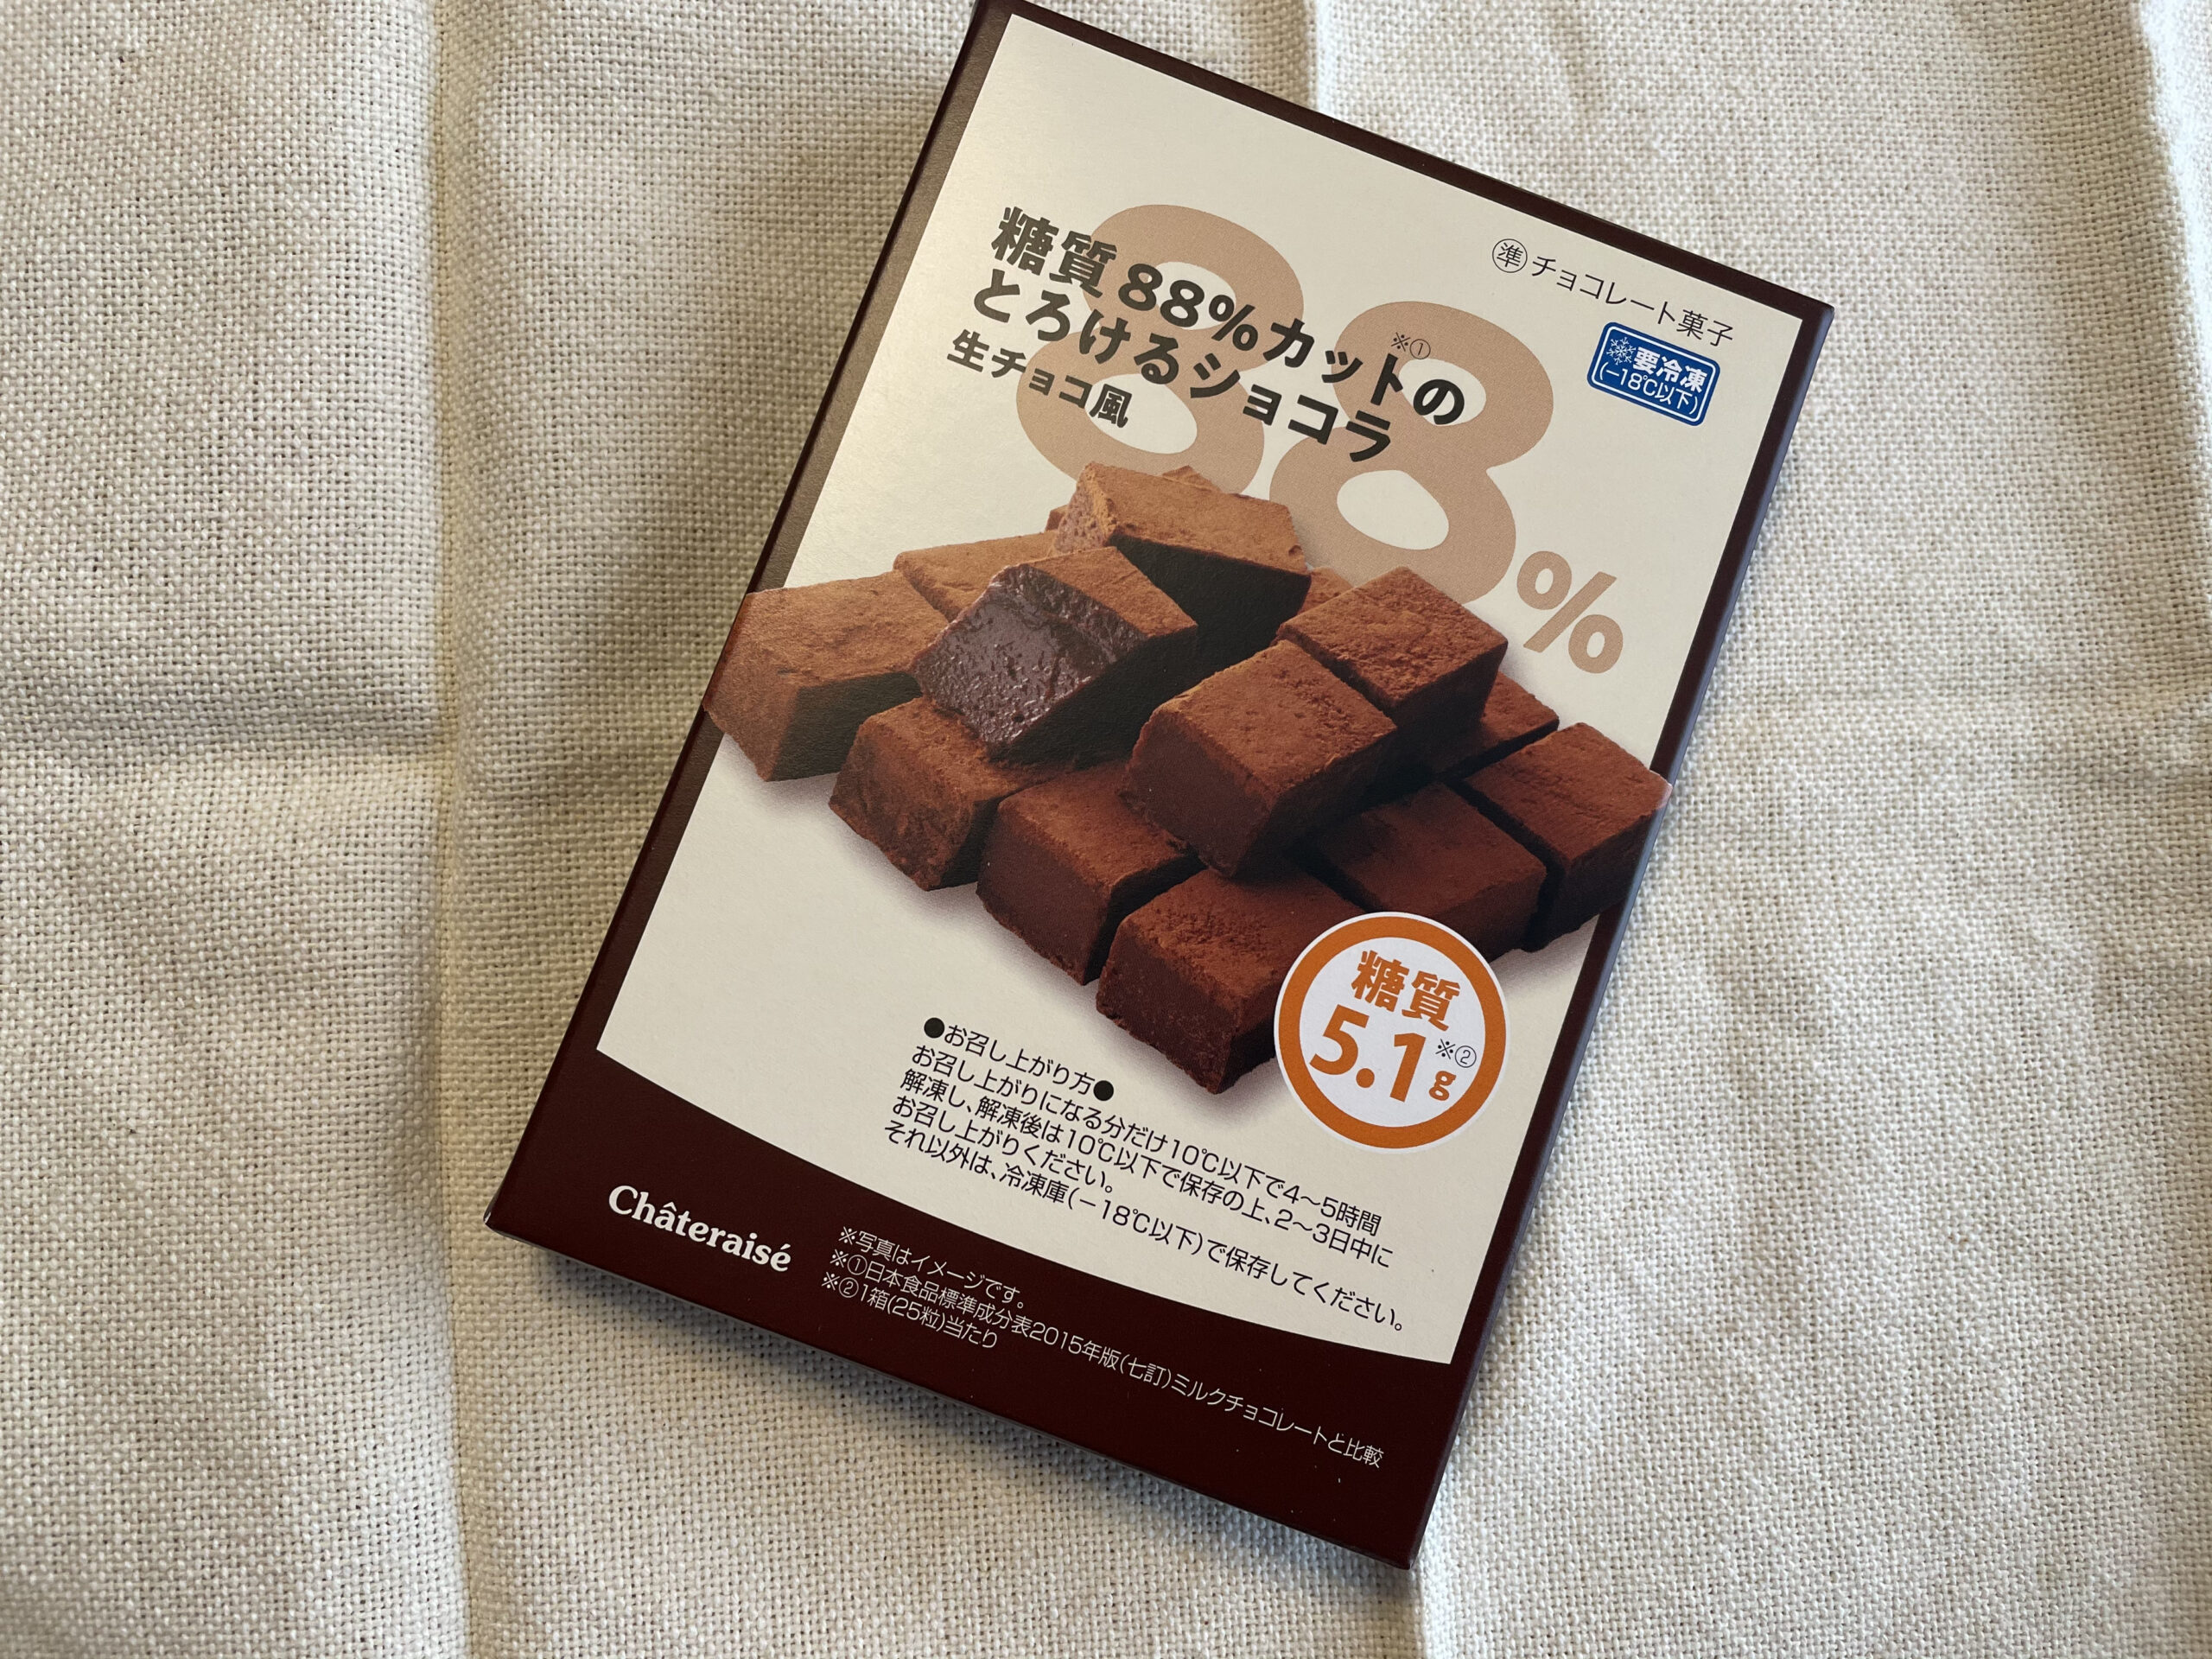 ㊜チョコレート菓子
要冷凍
(−18℃以下)
88%
糖質88%カット※①の
とろけるショコラ
生チョコ風
糖質
5.1g※②
●お召し上がり方●
お召し上がりになる分だけ10℃以下で4〜5時間
解凍し、解凍後は10℃以下で保存の上、2〜3日中に
お召し上がりください。
それ以外は、冷凍庫(−18℃以下)で保存してください。
Châteraisé
※写真はイメージです。
※①日本食品標準成分表2015年版(七訂)ミルクチョコレートと比較
※②1箱(25粒)当たり